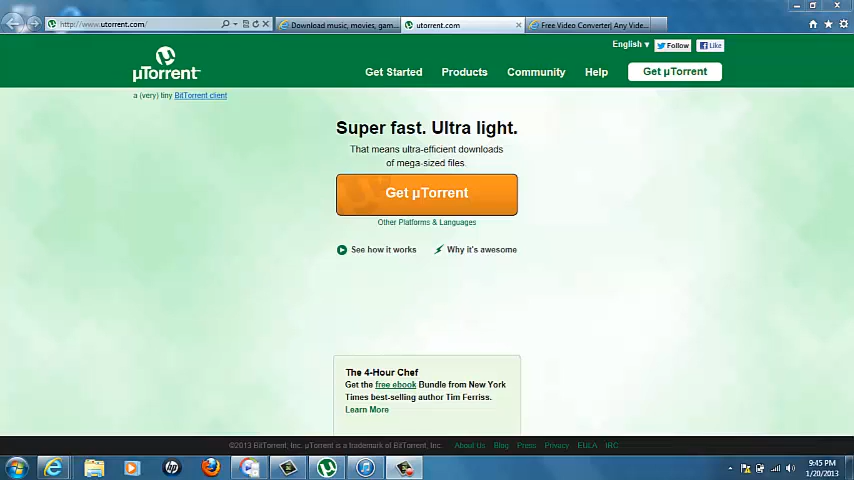 http://www.utorrent.com/
Download music, movies, gam...
utorrent.com
Free Video Converter| Any Vide...
English
Follow
Like
µTorrent
Get Started
Products
Community
Help
Get µTorrent
a (very) tiny BitTorrent client
Super fast. Ultra light.
That means ultra-efficient downloads
of mega-sized files.
Get µTorrent
Other Platforms & Languages
See how it works
Why it's awesome
The 4-Hour Chef
Get the free ebook Bundle from New York
Times best-selling author Tim Ferriss.
Learn More
©2013 BitTorrent, Inc. µTorrent is a trademark of BitTorrent, Inc.
About Us Blog Press Privacy EULA IRC
9:45 PM
1/20/2013